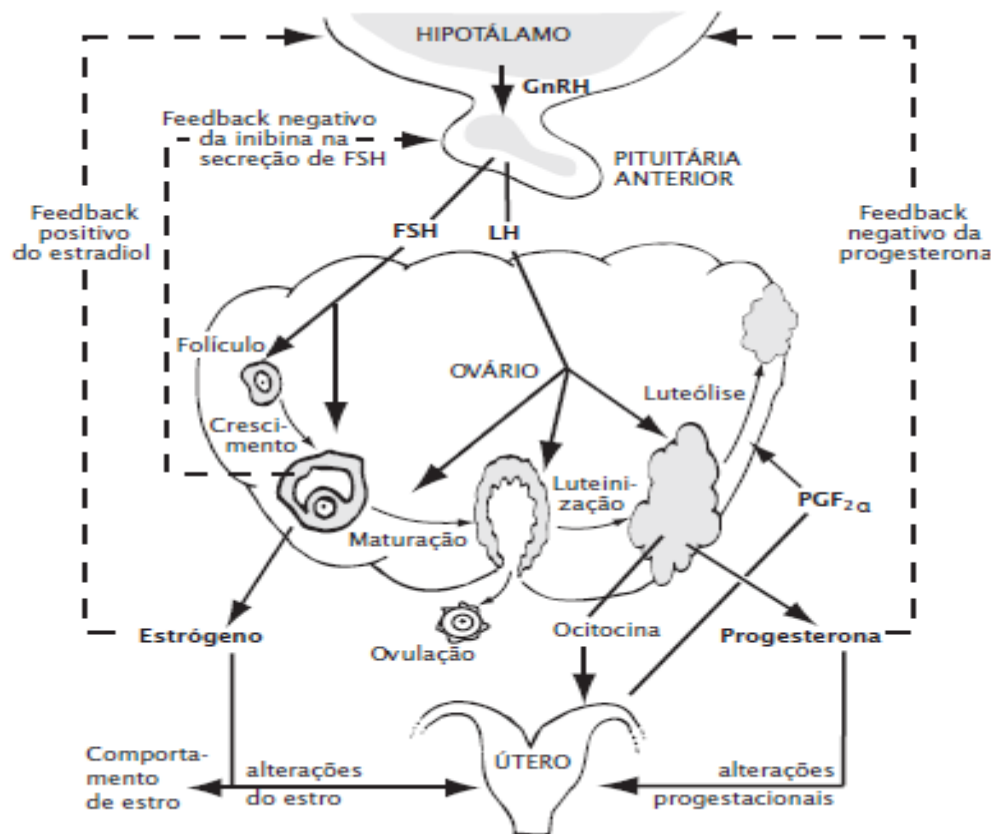 HIPOTÁLAMO
GnRH
Feedback negativo
da inibina na
secreção de FSH
PITUITÁRIA
ANTERIOR
Feedback
positivo
do estradiol
FSH
LH
Feedback
negativo da
progesterona
Folículo
OVÁRIO
Luteólise
Cresci-
mento
Luteini-
zação
PGF2α
Maturação
Estrógeno
Ovulação
Ocitocina
Progesterona
Comporta-
mento
de estro
alterações
do estro
ÚTERO
alterações
progestacionais